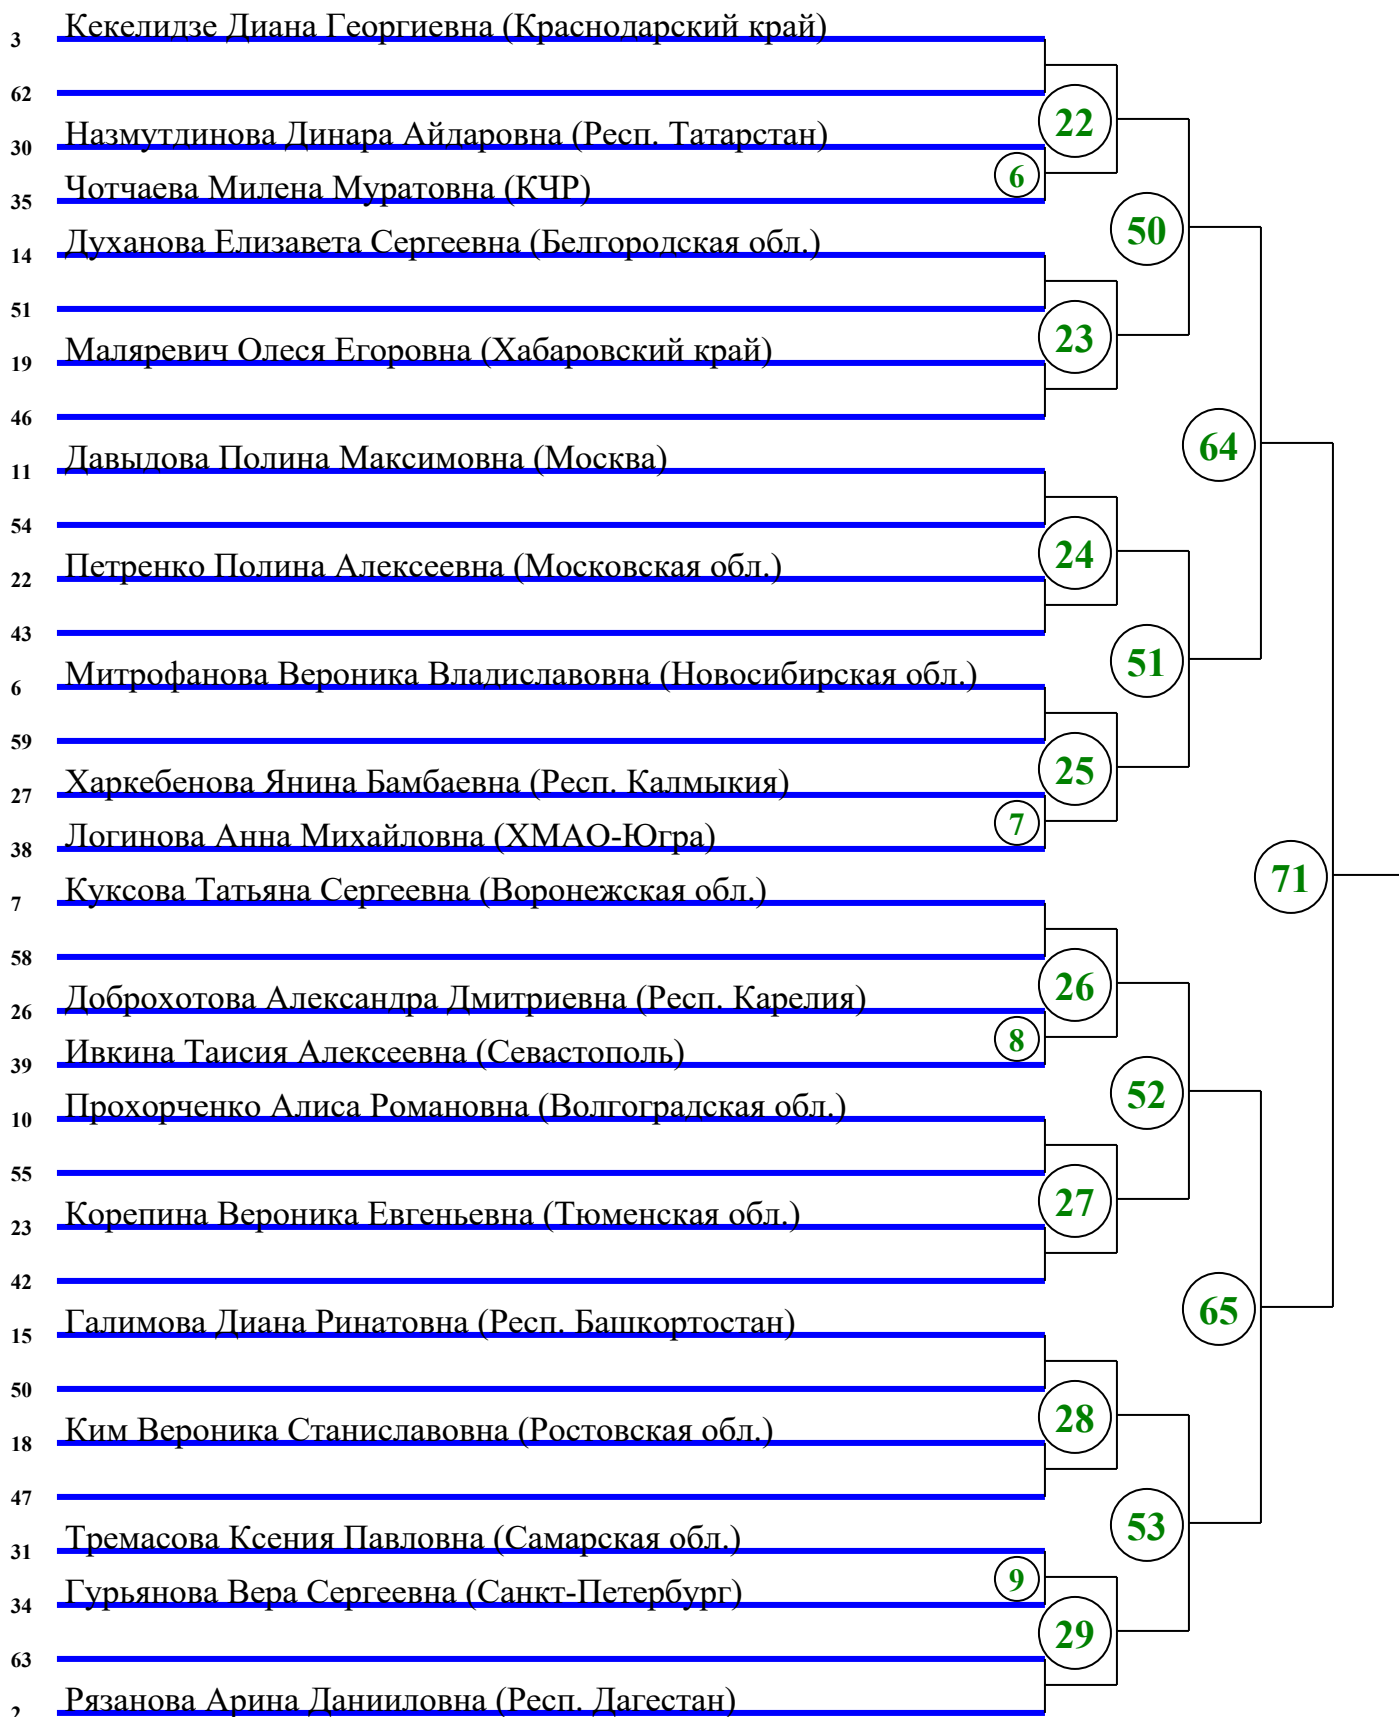 3 Кекелидзе Диана Георгиевна (Краснодарский край)
62
22
30 Назмутдинова Динара Айдаровна (Респ. Татарстан)
6
35 Чотчаева Милена Муратовна (КЧР)
50
14 Духанова Елизавета Сергеевна (Белгородская обл.)
51
23
19 Маляревич Олеся Егоровна (Хабаровский край)
46
64
11 Давыдова Полина Максимовна (Москва)
54
24
22 Петренко Полина Алексеевна (Московская обл.)
43
51
6 Митрофанова Вероника Владиславовна (Новосибирская обл.)
59
25
27 Харкебенова Янина Бамбаевна (Респ. Калмыкия)
7
38 Логинова Анна Михайловна (ХМАО-Югра)
71
7 Куксова Татьяна Сергеевна (Воронежская обл.)
58
26
26 Доброхотова Александра Дмитриевна (Респ. Карелия)
8
39 Ивкина Таисия Алексеевна (Севастополь)
52
10 Прохорченко Алиса Романовна (Волгоградская обл.)
55
27
23 Корепина Вероника Евгеньевна (Тюменская обл.)
42
65
15 Галимова Диана Ринатовна (Респ. Башкортостан)
50
28
18 Ким Вероника Станиславовна (Ростовская обл.)
47
53
31 Тремасова Ксения Павловна (Самарская обл.)
9
34 Гурьянова Вера Сергеевна (Санкт-Петербург)
29
63
2 Рязанова Арина Данииловна (Респ. Дагестан)